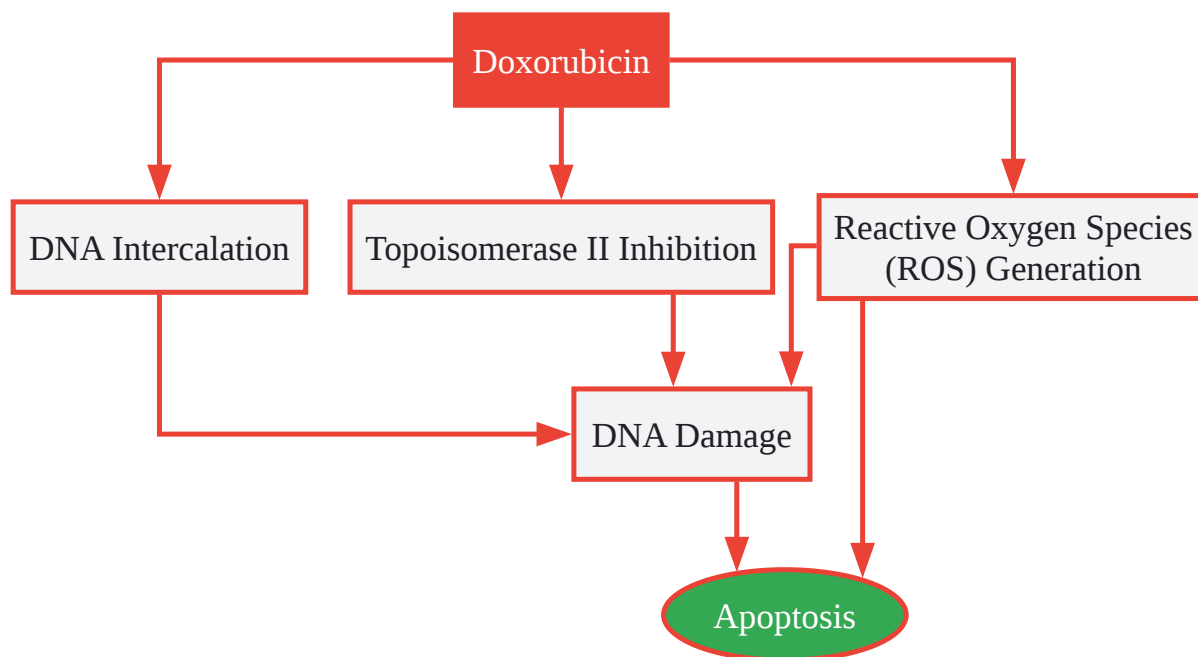 Doxorubicin
DNA Intercalation
Topoisomerase II Inhibition
Reactive Oxygen Species
(ROS) Generation
DNA Damage
Apoptosis